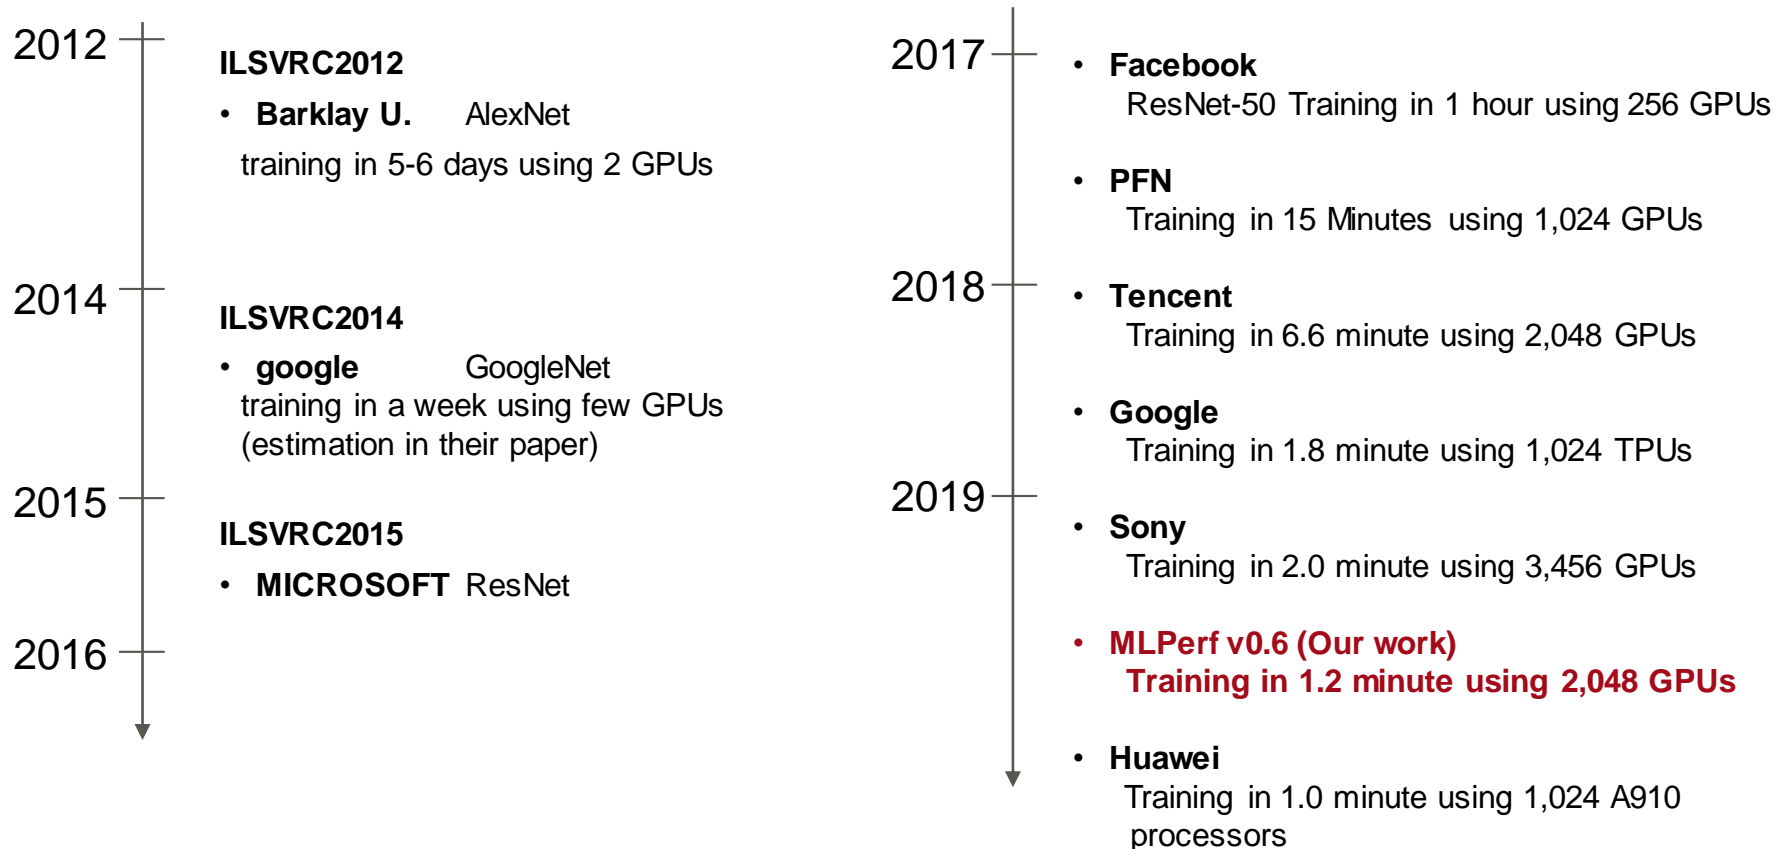 2012
ILSVRC2012
• Barklay U. AlexNet
training in 5-6 days using 2 GPUs
2014
ILSVRC2014
• google GoogleNet
training in a week using few GPUs
(estimation in their paper)
2015
ILSVRC2015
• MICROSOFT ResNet
2016
2017
• Facebook
ResNet-50 Training in 1 hour using 256 GPUs
• PFN
Training in 15 Minutes using 1,024 GPUs
2018
• Tencent
Training in 6.6 minute using 2,048 GPUs
• Google
Training in 1.8 minute using 1,024 TPUs
2019
• Sony
Training in 2.0 minute using 3,456 GPUs
• MLPerf v0.6 (Our work)
Training in 1.2 minute using 2,048 GPUs
• Huawei
Training in 1.0 minute using 1,024 A910
processors